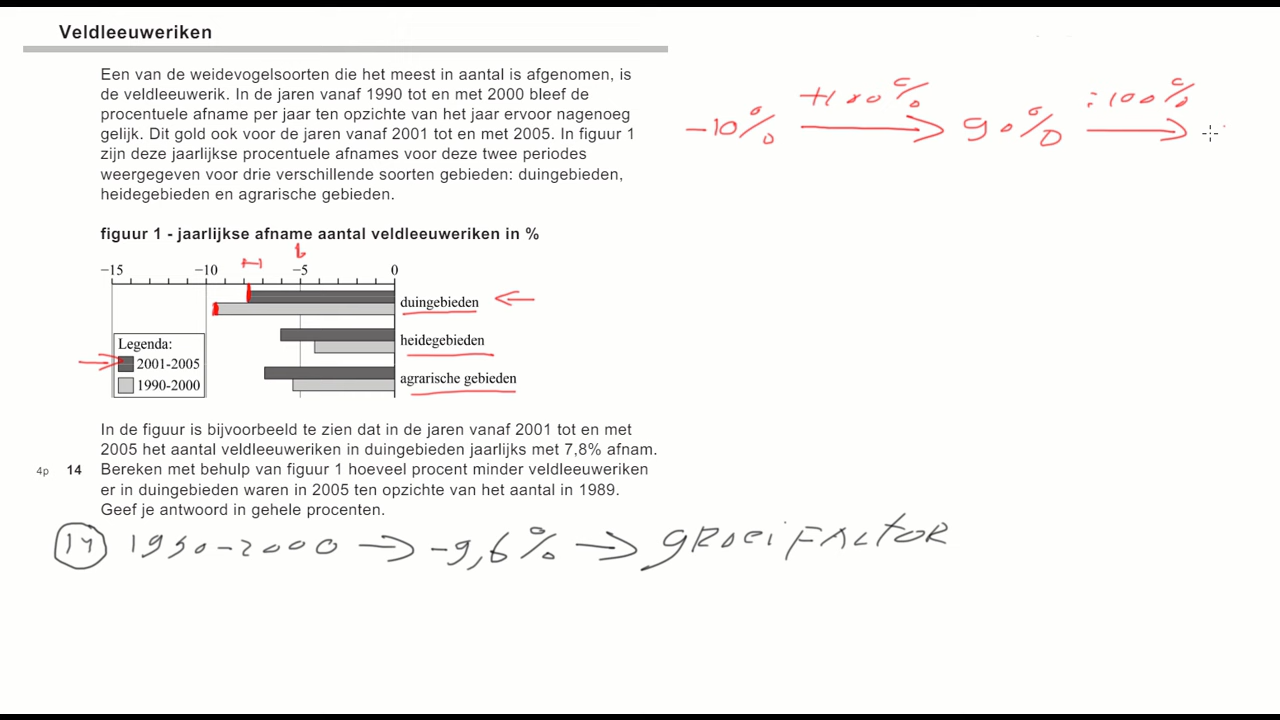 Veldleeuweriken
Een van de weidevogelsoorten die het meest in aantal is afgenomen, is
de veldleeuwerik. In de jaren vanaf 1990 tot en met 2000 bleef de
procentuele afname per jaar ten opzichte van het jaar ervoor nagenoeg
gelijk. Dit gold ook voor de jaren vanaf 2001 tot en met 2005. In figuur 1
zijn deze jaarlijkse procentuele afnames voor deze twee periodes
weergegeven voor drie verschillende soorten gebieden: duingebieden,
heidegebieden en agrarische gebieden.
-10% +100% 90% :100%
figuur 1 - jaarlijkse afname aantal veldleeuweriken in %
−15 −10 −5 0
duingebieden
heidegebieden
agrarische gebieden
Legenda:
2001-2005
1990-2000
In de figuur is bijvoorbeeld te zien dat in de jaren vanaf 2001 tot en met
2005 het aantal veldleeuweriken in duingebieden jaarlijks met 7,8% afnam.
4p 14 Bereken met behulp van figuur 1 hoeveel procent minder veldleeuweriken
er in duingebieden waren in 2005 ten opzichte van het aantal in 1989.
Geef je antwoord in gehele procenten.
14 1990-2000 → -9,6% → GROEIFACTOR